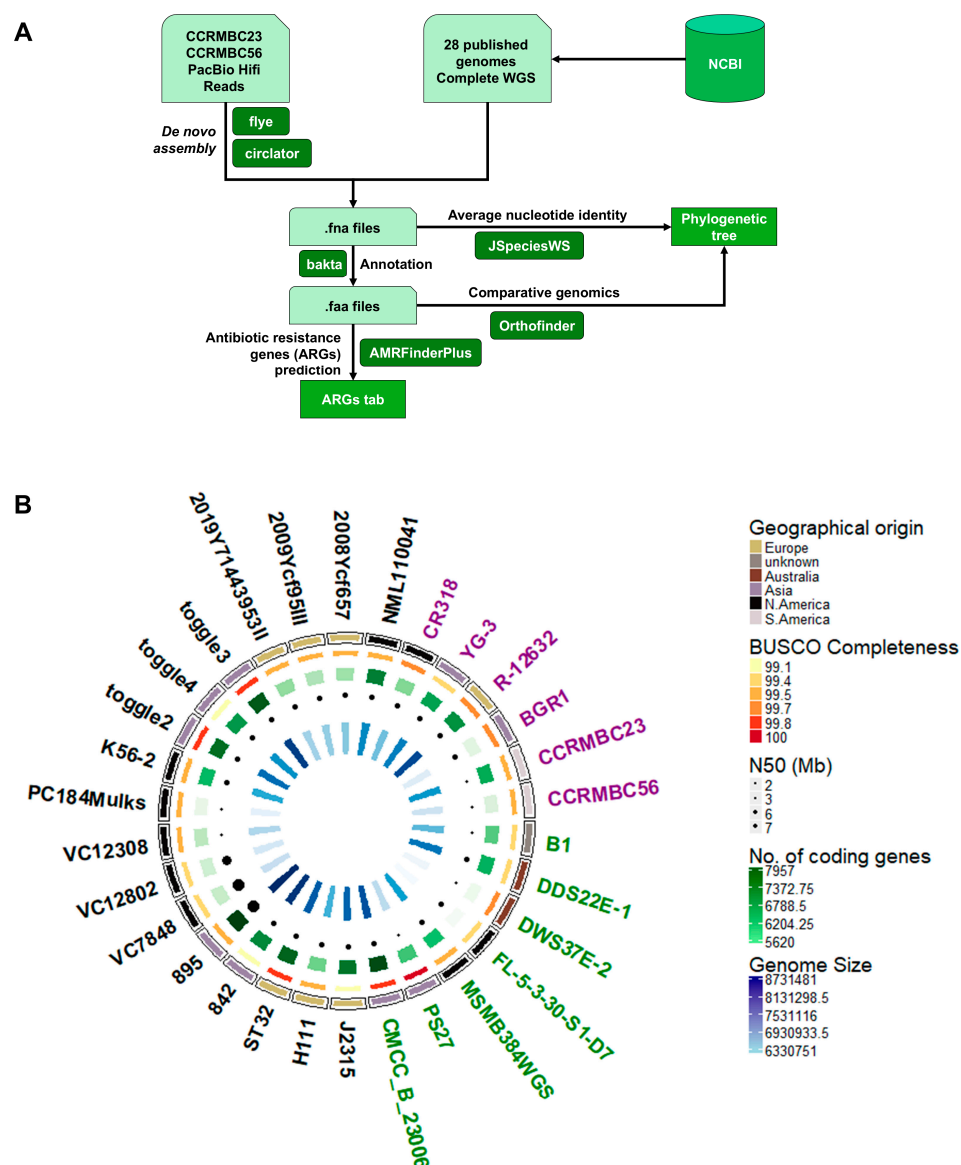 A
CCRMBC23
CCRMBC56
PacBio Hifi
Reads
28 published
genomes
Complete WGS
NCBI
De novo
assembly
flye
circlator
.fna files
Average nucleotide identity
JSpeciesWS
Phylogenetic
tree
bakta
Annotation
.faa files
Comparative genomics
Orthofinder
Antibiotic resistance
genes (ARGs)
prediction
AMRFinderPlus
ARGs tab
B
2019Y71443953II
2009Ycf95III
2008Ycf657
NML110041
CR318
YG-3
R-12632
BGR1
CCRMBC23
CCRMBC56
B1
DDS22E-1
DWS37E-2
FL-5-3-30-S1-D7
MSMB384WGS
PS27
CMCC_B_23006
J2315
H111
ST32
842
895
VC7848
VC12802
VC12308
PC184Mulks
K56-2
toggle2
toggle4
toggle3
Geographical origin
Europe
unknown
Australia
Asia
N.America
S.America
BUSCO Completeness
99.1
99.4
99.5
99.7
99.8
100
N50 (Mb)
2
3
6
7
No. of coding genes
7957
7372.75
6788.5
6204.25
5620
Genome Size
8731481
8131298.5
7531116
6930933.5
6330751